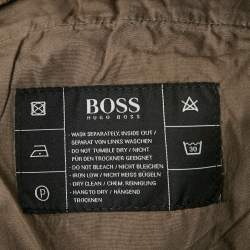 BOSS
HUGO BOSS
- WASH SEPARATELY, INSIDE OUT /
SEPARAT VON LINKS WASCHEN
- DO NOT TUMBLE DRY / NICHT
FÜR DEN TROCKNER GEEIGNET
- DO NOT BLEACH / NICHT BLEICHEN
- IRON LOW / NICHT HEISS BÜGELN
- DRY CLEAN / CHEM. REINIGUNG
- HANG TO DRY / HÄNGEND
TROCKNEN
30
P